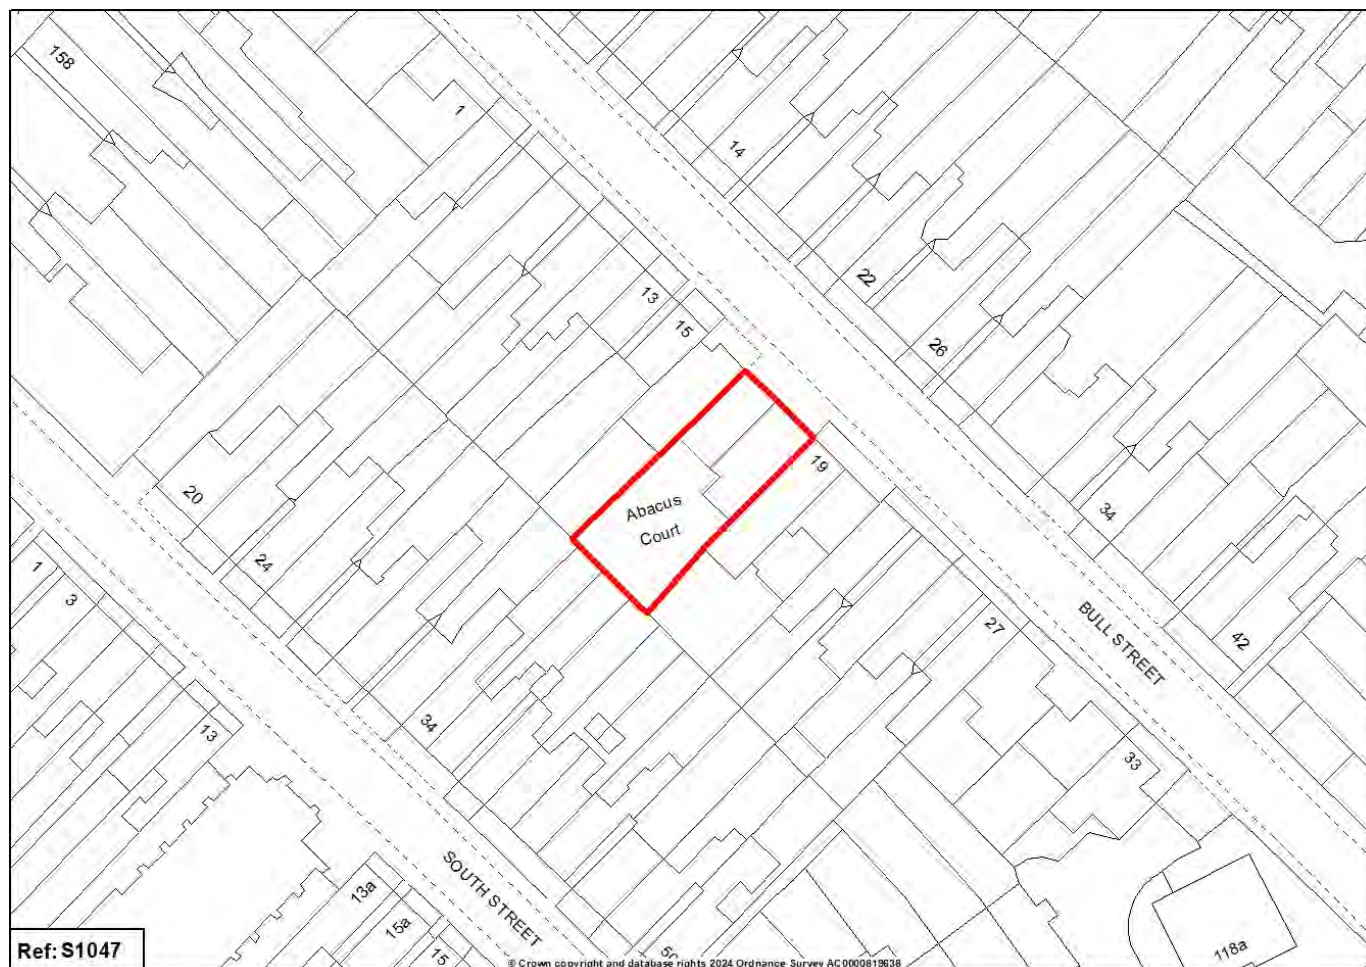 158
1
14
13
15
22
26
19
Abacus
Court
20
24
34
34
1
3
13
27
BULL STREET
42
33
SOUTH STREET
13a
15a
15
118a
Ref: S1047
© Crown copyright and database rights 2024 Ordnance Survey AC0000819638